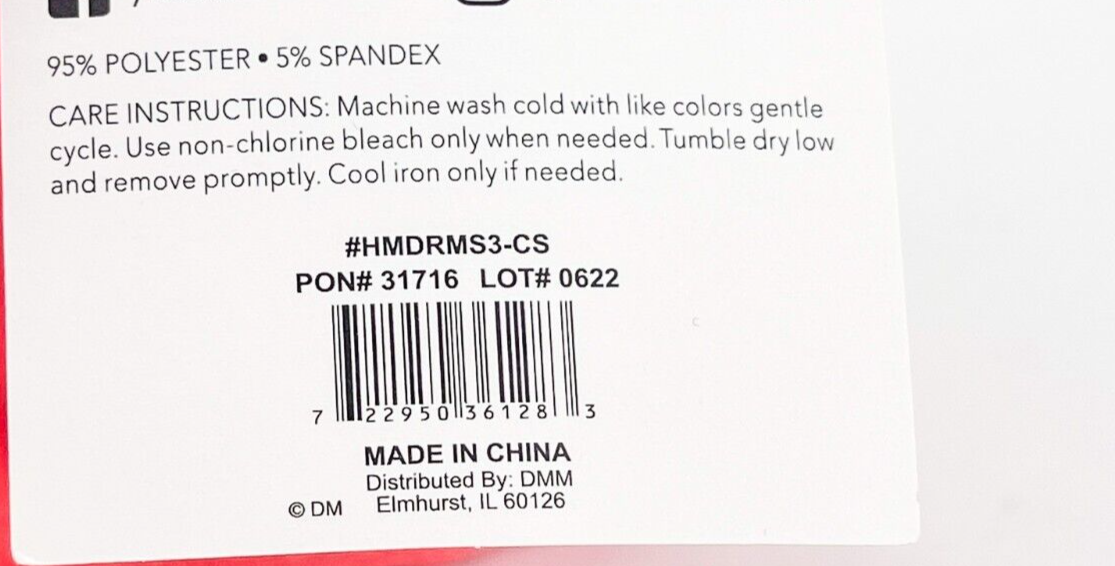 95% POLYESTER • 5% SPANDEX
CARE INSTRUCTIONS: Machine wash cold with like colors gentle
cycle. Use non-chlorine bleach only when needed. Tumble dry low
and remove promptly. Cool iron only if needed.
#HMDRMS3-CS
PON# 31716 LOT# 0622
7 22950 36128 3
MADE IN CHINA
Distributed By: DMM
© DM Elmhurst, IL 60126